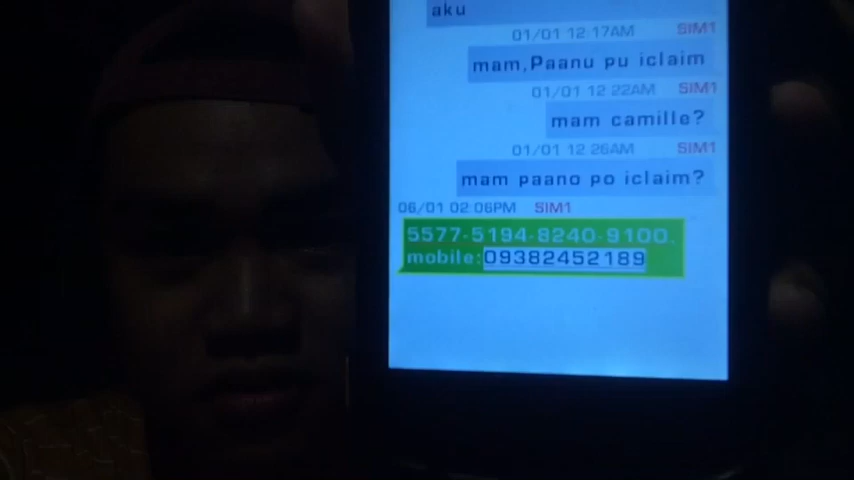 aku
01/01 12:17AM SIM1
mam,Paanu pu iclaim
01/01 12:22AM SIM1
mam camille?
01/01 12:26AM SIM1
mam paano po iclaim?
06/01 02:06PM SIM1
5577-5194-8240-9100.
mobile:09382452189